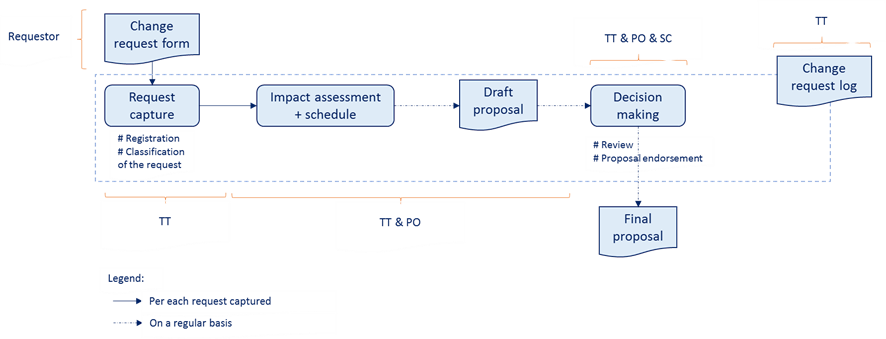 Requestor
Change
request form
TT & PO & SC
TT
Change
request log
Request
capture
Impact assessment
+ schedule
Draft
proposal
Decision
making
# Registration
# Classification
of the request
# Review
# Proposal endorsement
TT
TT & PO
Final
proposal
Legend:
Per each request captured
On a regular basis